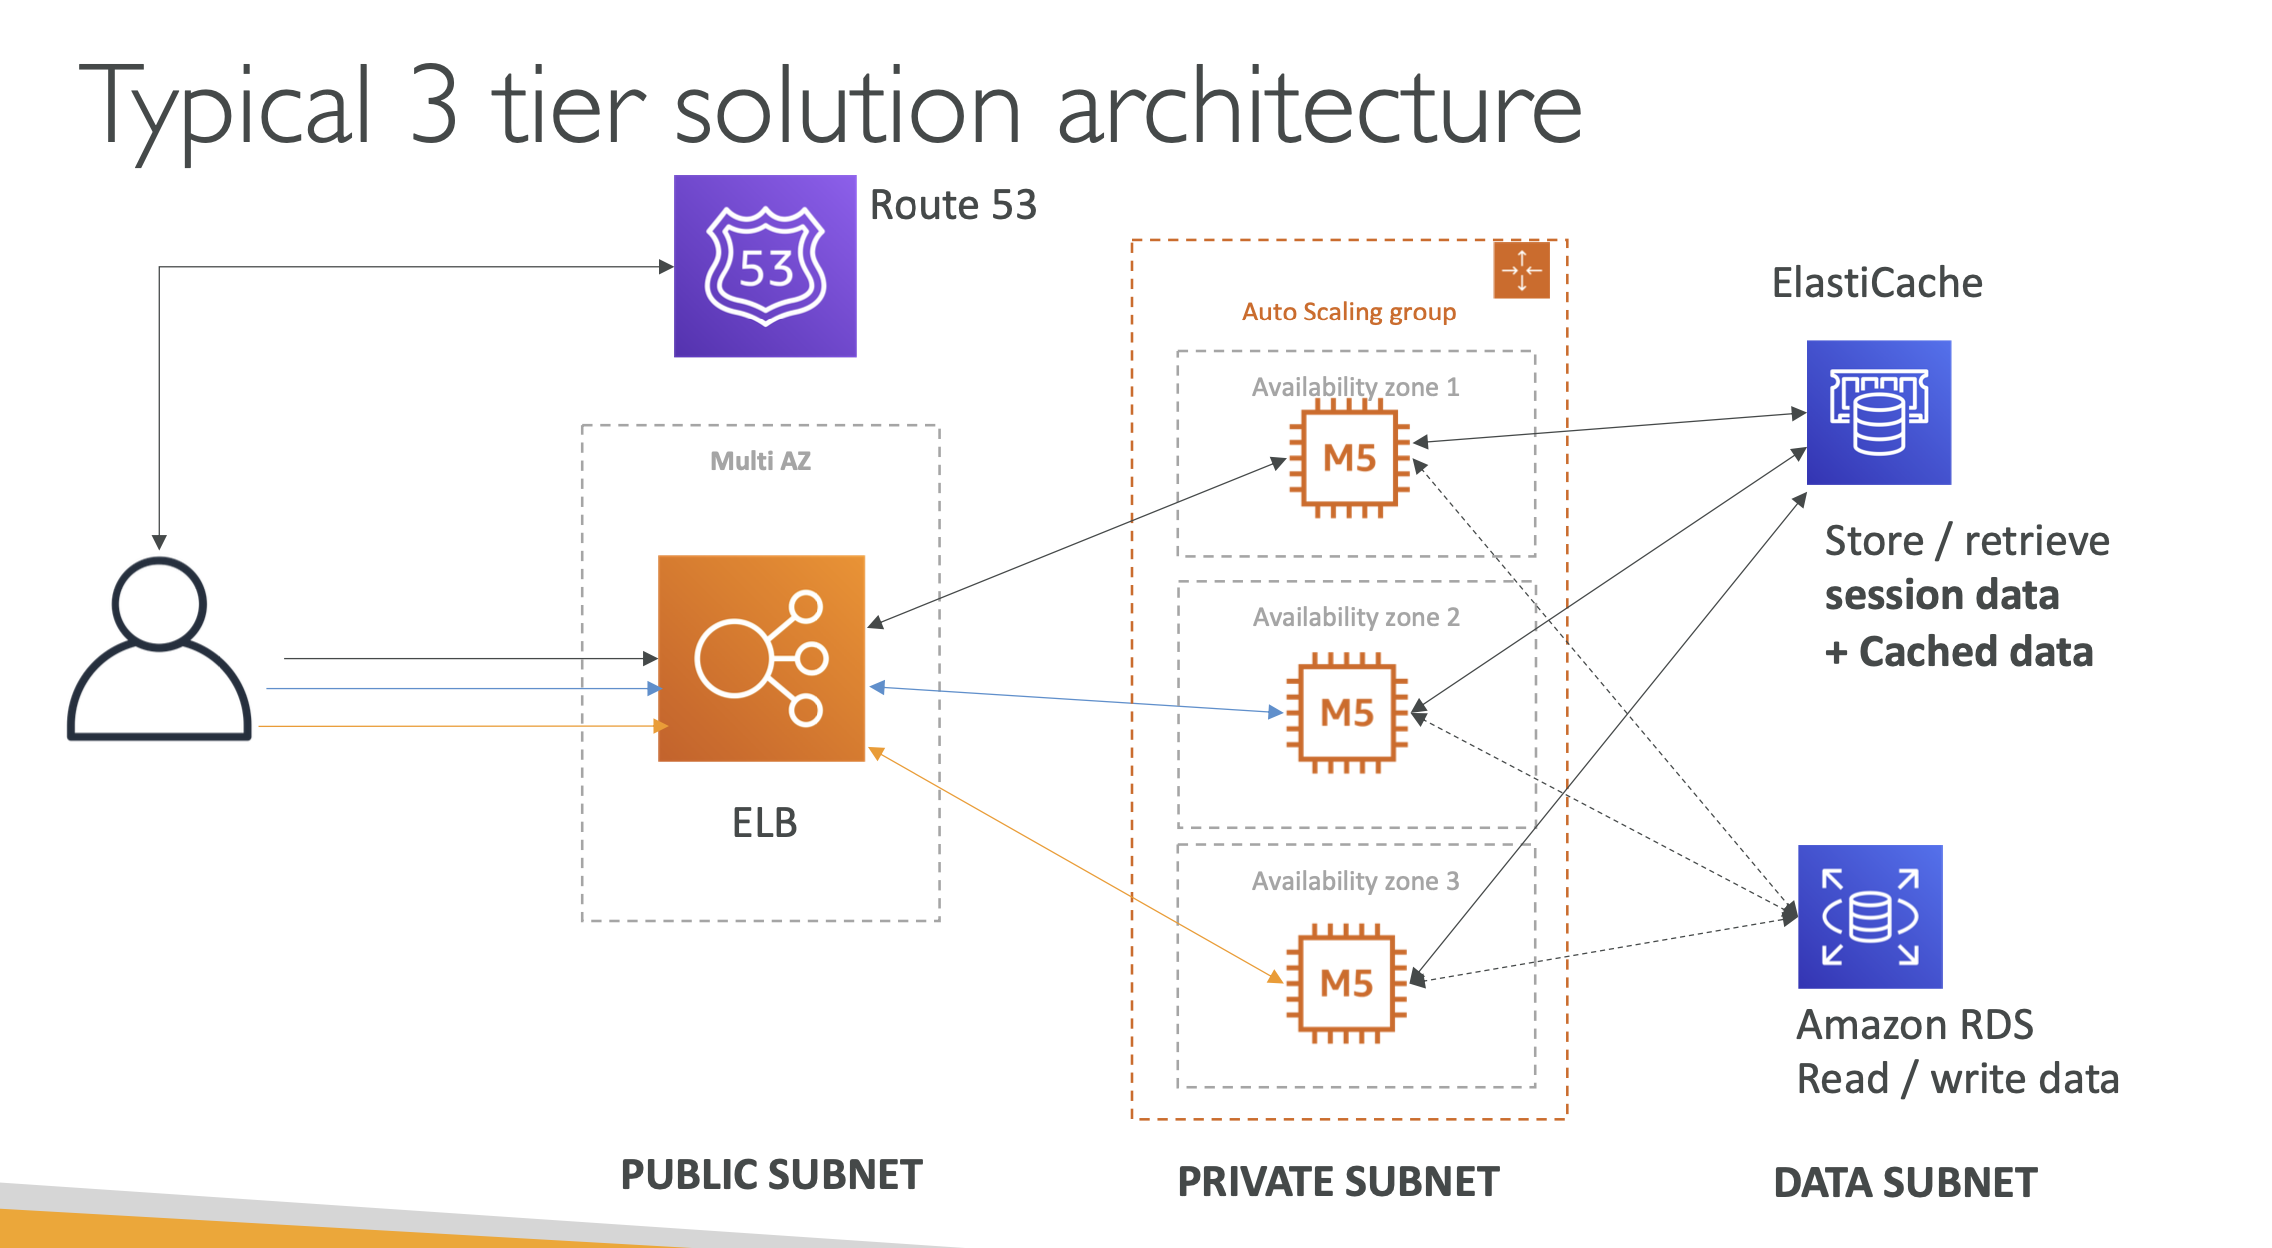 Typical 3 tier solution architecture
Route 53
53
Multi AZ
ELB
Auto Scaling group
Availability zone 1
M5
Availability zone 2
M5
Availability zone 3
M5
ElastiCache
Store / retrieve
session data
+ Cached data
Amazon RDS
Read / write data
PUBLIC SUBNET
PRIVATE SUBNET
DATA SUBNET